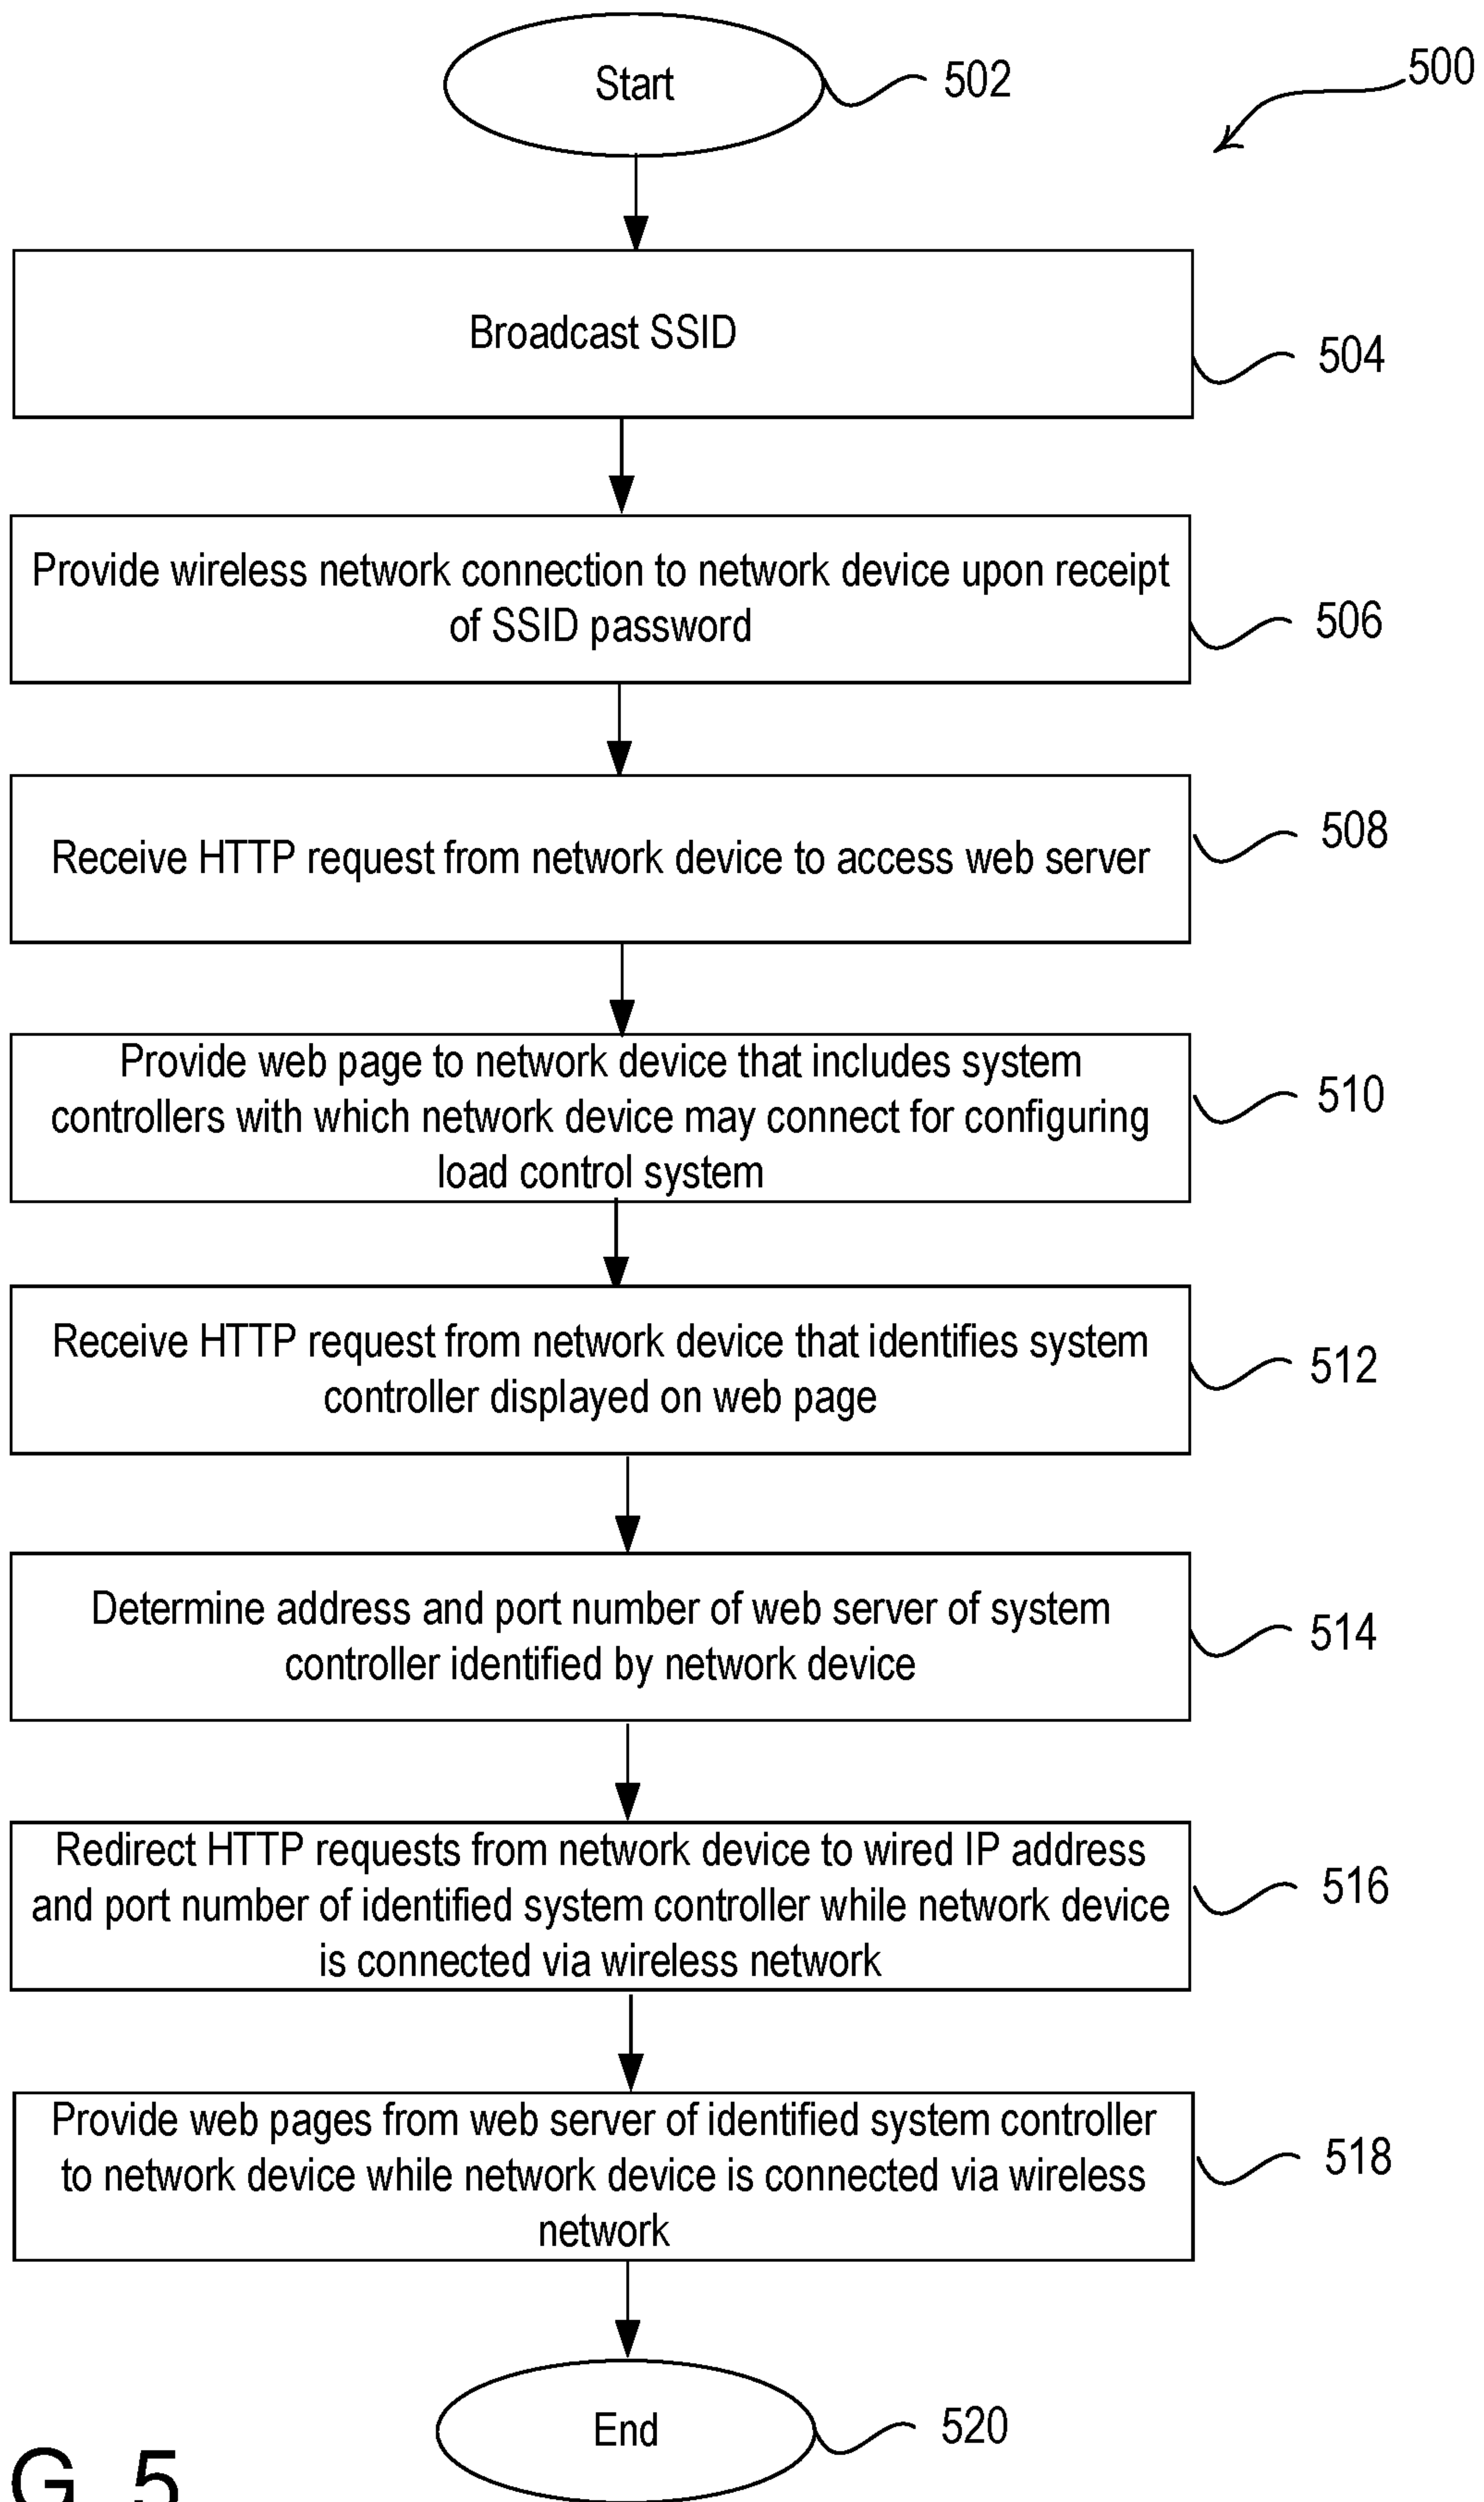 Start
502
500
Broadcast SSID
504
Provide wireless network connection to network device upon receipt
of SSID password
506
Receive HTTP request from network device to access web server
508
Provide web page to network device that includes system
controllers with which network device may connect for configuring
load control system
510
Receive HTTP request from network device that identifies system
controller displayed on web page
512
Determine address and port number of web server of system
controller identified by network device
514
Redirect HTTP requests from network device to wired IP address
and port number of identified system controller while network device
is connected via wireless network
516
Provide web pages from web server of identified system controller
to network device while network device is connected via wireless
network
518
End
520
G. 5